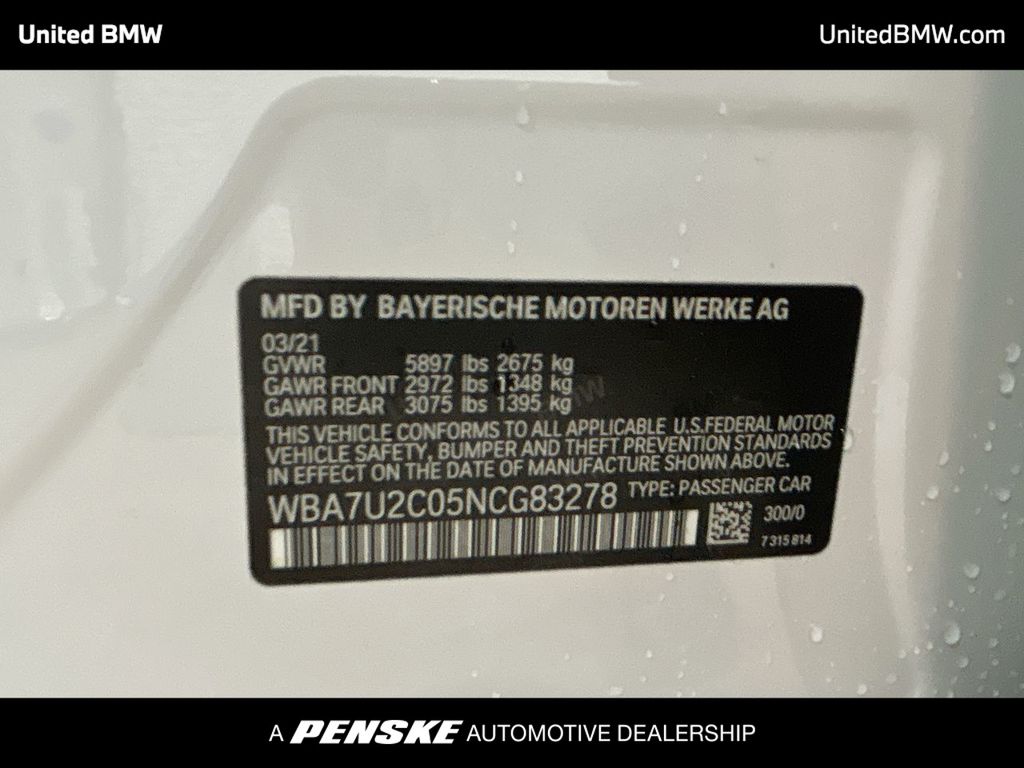 United BMW
UnitedBMW.com
MFD BY BAYERISCHE MOTOREN WERKE AG
03/21
GVWR 5897 lbs 2675 kg
GAWR FRONT 2972 lbs 1348 kg
GAWR REAR 3075 lbs 1395 kg
THIS VEHICLE CONFORMS TO ALL APPLICABLE U.S.FEDERAL MOTOR
VEHICLE SAFETY, BUMPER AND THEFT PREVENTION STANDARDS
IN EFFECT ON THE DATE OF MANUFACTURE SHOWN ABOVE.
WBA7U2C05NCG83278 TYPE: PASSENGER CAR
300/0
7 315 814
A PENSKE AUTOMOTIVE DEALERSHIP